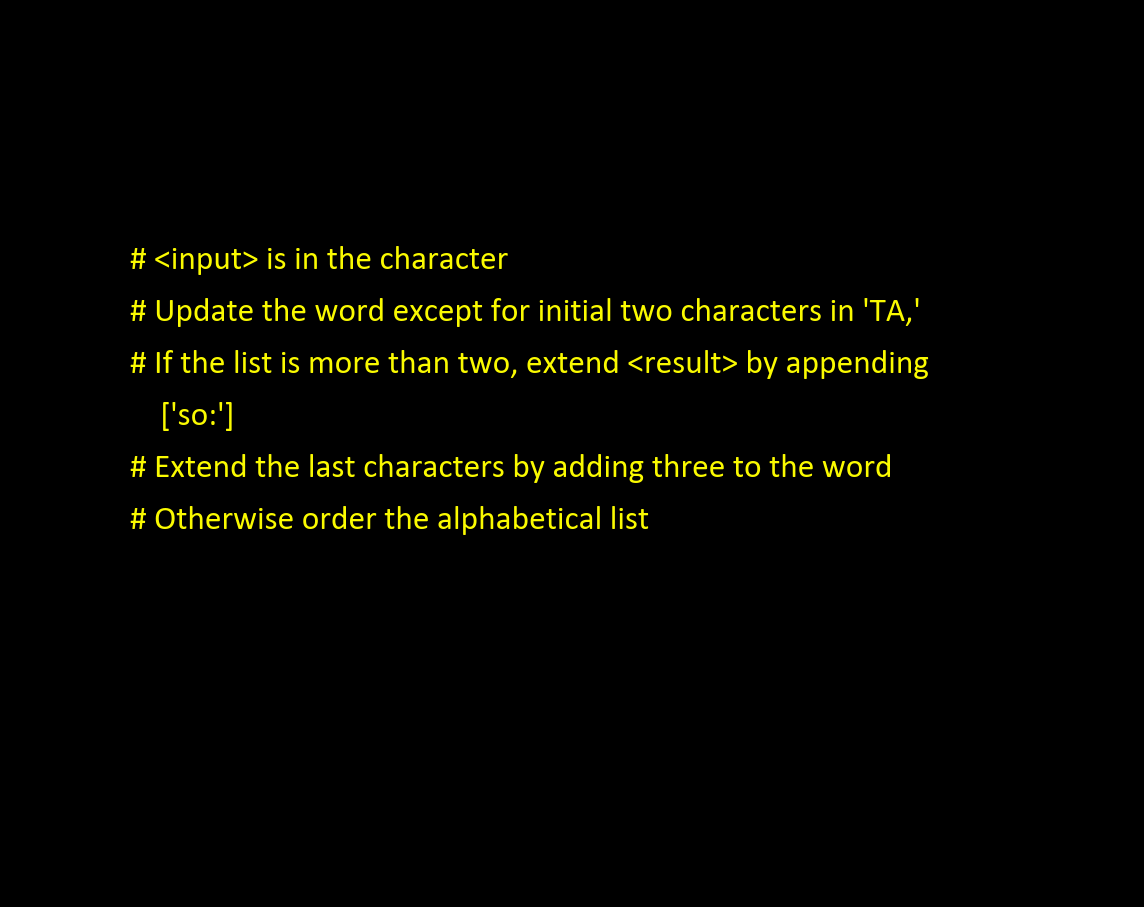 # <input> is in the character
# Update the word except for initial two characters in 'TA,'
# If the list is more than two, extend <result> by appending
['so:']
# Extend the last characters by adding three to the word
# Otherwise order the alphabetical list